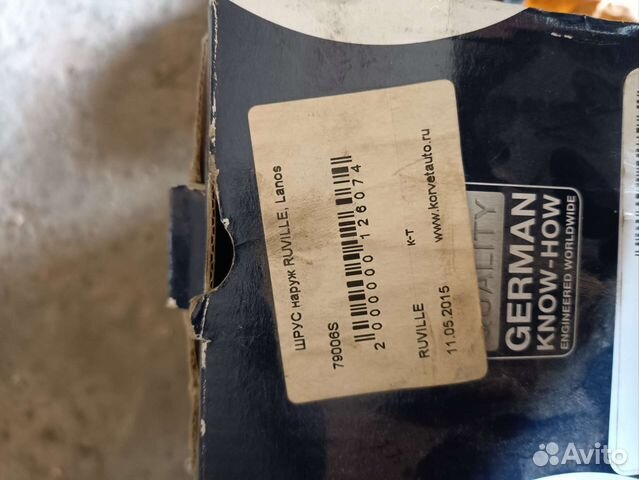 ШРУС наруж RUVILLE, Lanos
79006S
2 000000 126074
RUVILLE к-т
11.05.2015 www.korvetauto.ru
QUALITY
GERMAN
KNOW-HOW
ENGINEERED WORLDWIDE
Avito